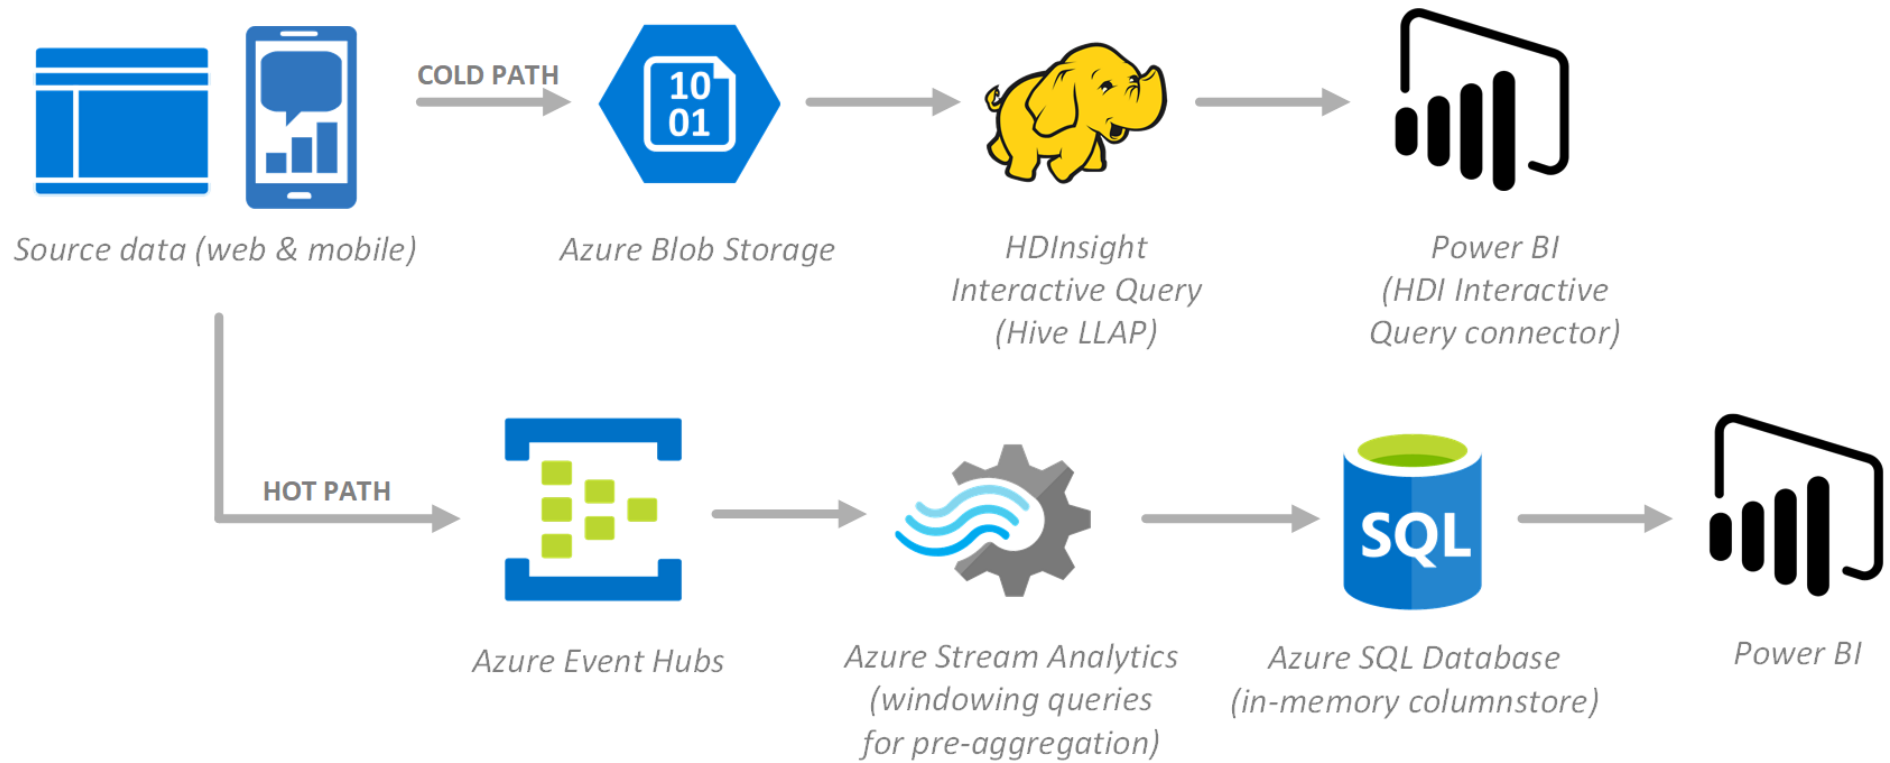 COLD PATH
10
01
Source data (web & mobile)
Azure Blob Storage
HDInsight
Interactive Query
(Hive LLAP)
Power BI
(HDI Interactive
Query connector)
HOT PATH
SQL
Azure Event Hubs
Azure Stream Analytics
(windowing queries
for pre-aggregation)
Azure SQL Database
(in-memory columnstore)
Power BI